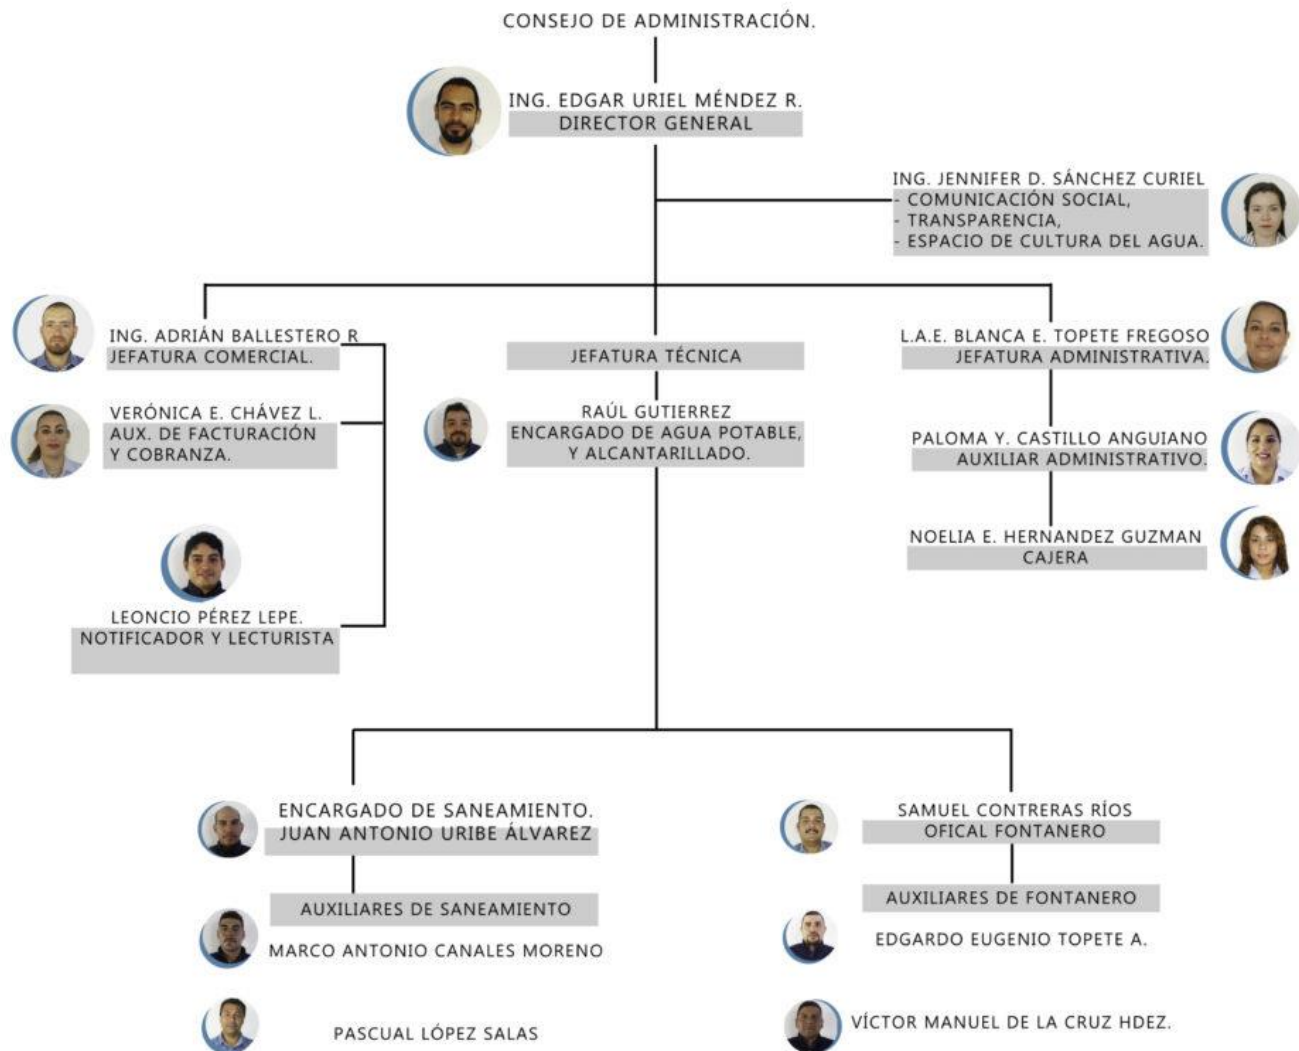 CONSEJO DE ADMINISTRACIÓN.
ING. EDGAR URIEL MÉNDEZ R.
DIRECTOR GENERAL
ING. JENNIFER D. SÁNCHEZ CURIEL
- COMUNICACIÓN SOCIAL,
- TRANSPARENCIA,
- ESPACIO DE CULTURA DEL AGUA.
ING. ADRIÁN BALLESTERO R
JEFATURA COMERCIAL.
VERÓNICA E. CHÁVEZ L.
AUX. DE FACTURACIÓN
Y COBRANZA.
LEONCIO PÉREZ LEPE.
NOTIFICADOR Y LECTURISTA
JEFATURA TÉCNICA
RAÚL GUTIERREZ
ENCARGADO DE AGUA POTABLE,
Y ALCANTARILLADO.
L.A.E. BLANCA E. TOPETE FREGOSO
JEFATURA ADMINISTRATIVA.
PALOMA Y. CASTILLO ANGUIANO
AUXILIAR ADMINISTRATIVO.
NOELIA E. HERNANDEZ GUZMAN
CAJERA
ENCARGADO DE SANEAMIENTO.
JUAN ANTONIO URIBE ÁLVAREZ
AUXILIARES DE SANEAMIENTO
MARCO ANTONIO CANALES MORENO
PASCUAL LÓPEZ SALAS
SAMUEL CONTRERAS RÍOS
OFICAL FONTANERO
AUXILIARES DE FONTANERO
EDGARDO EUGENIO TOPETE A.
VÍCTOR MANUEL DE LA CRUZ HDEZ.